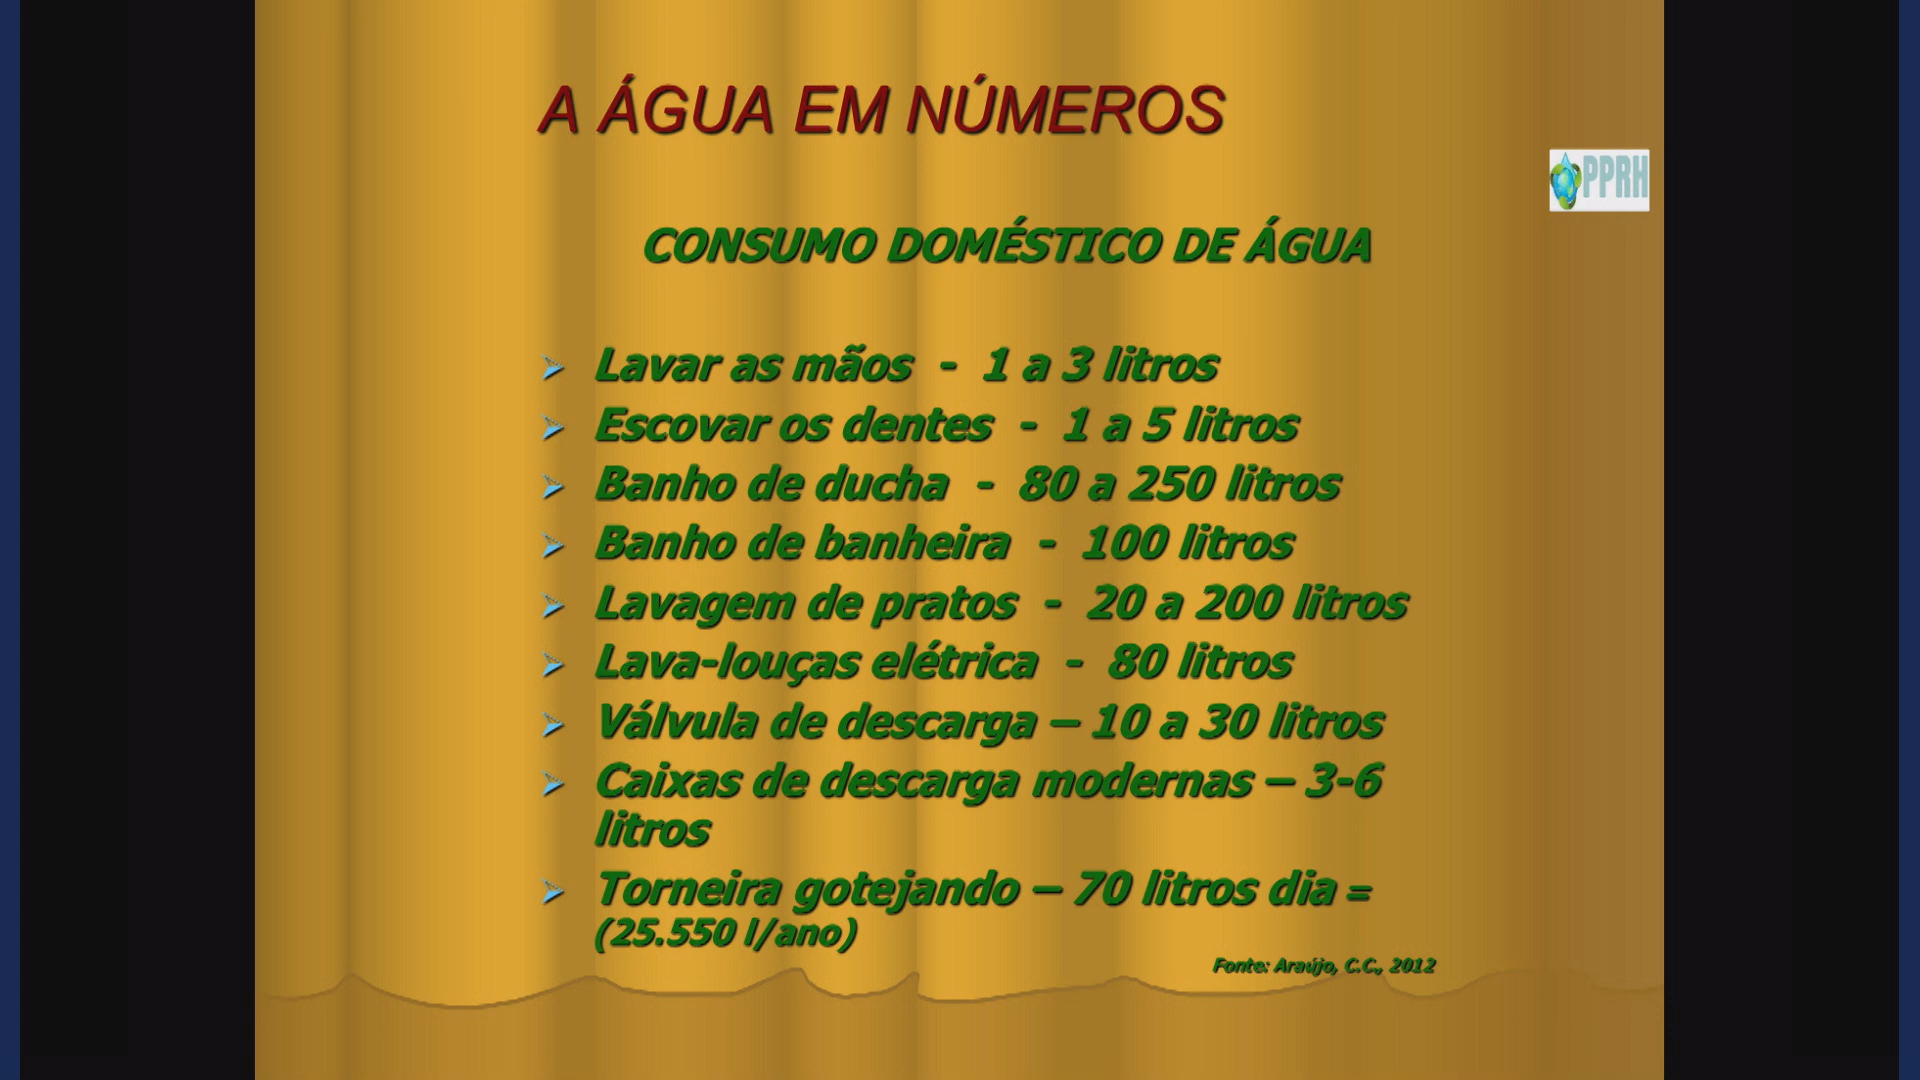 A ÁGUA EM NÚMEROS
PPRH
CONSUMO DOMÉSTICO DE ÁGUA
Lavar as mãos - 1 a 3 litros
Escovar os dentes - 1 a 5 litros
Banho de ducha - 80 a 250 litros
Banho de banheira - 100 litros
Lavagem de pratos - 20 a 200 litros
Lava-louças elétrica - 80 litros
Válvula de descarga – 10 a 30 litros
Caixas de descarga modernas – 3-6
litros
Torneira gotejando – 70 litros dia =
(25.550 l/ano)
Fonte: Araújo, C.C., 2012